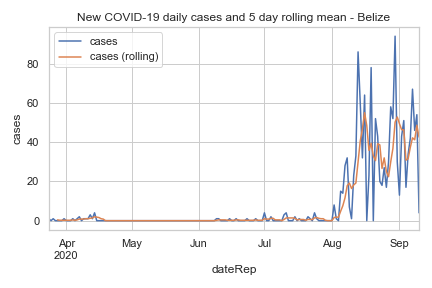 New COVID-19 daily cases and 5 day rolling mean - Belize
cases
cases (rolling)
80
60
40
20
0
cases
Apr May Jun Jul Aug Sep
2020
dateRep